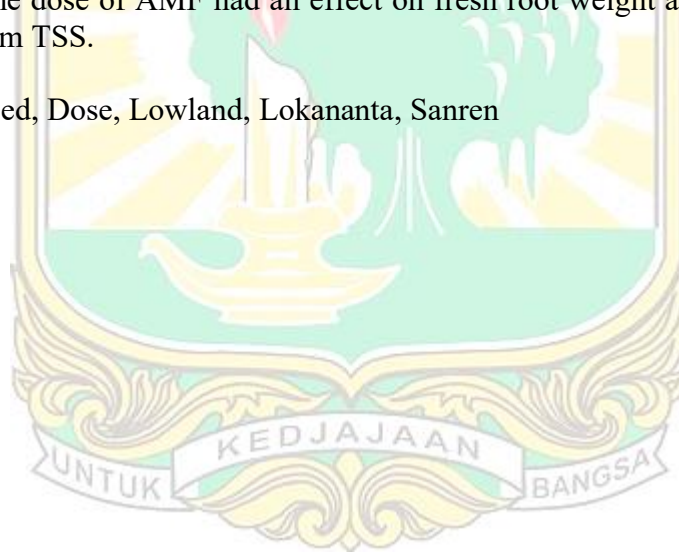 he dose of AMF had an effect on fresh root weight a
m TSS.
ed, Dose, Lowland, Lokananta, Sanren
UNTUK KEDJAJAAN BANGSA